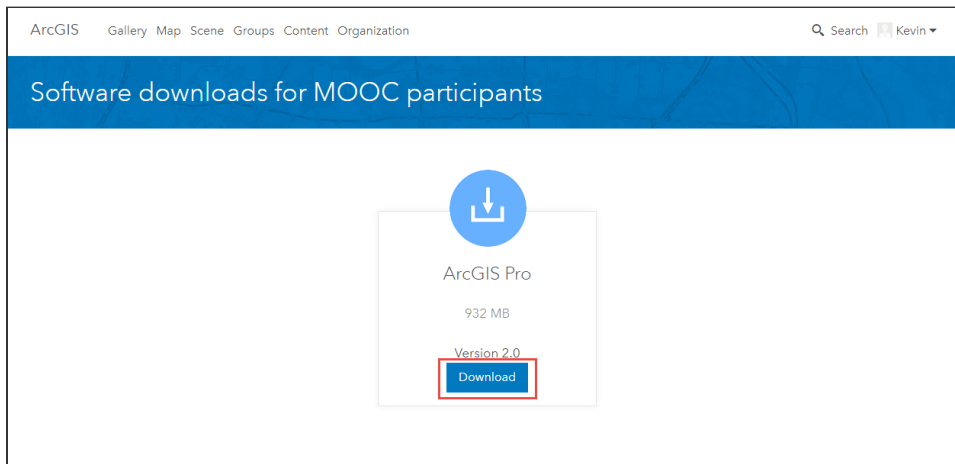 ArcGIS Gallery Map Scene Groups Content Organization Search Kevin
Software downloads for MOOC participants
ArcGIS Pro
932 MB
Version 2.0
Download